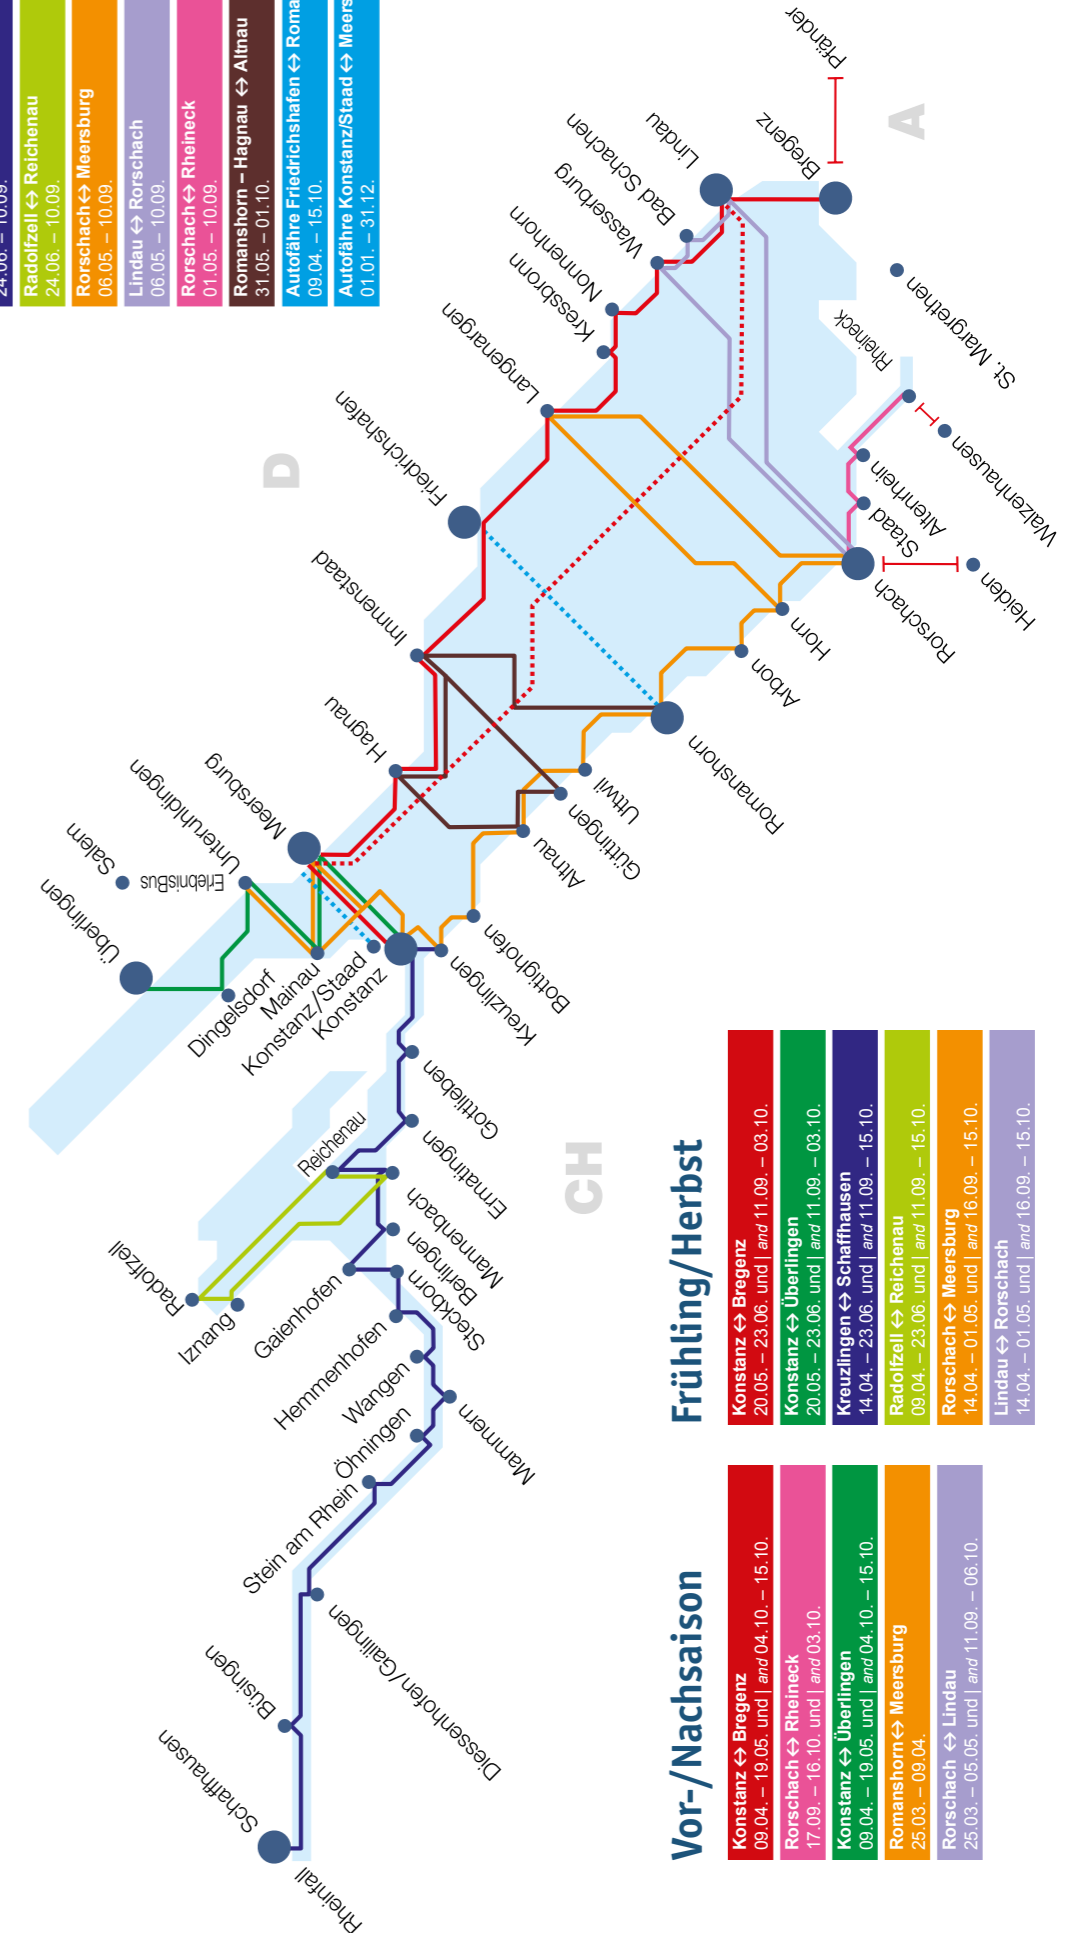 24.06. – 10.09.
Radolfzell ↔ Reichenau
24.06. – 10.09.
Rorschach ↔ Meersburg
06.05. – 10.09.
Lindau ↔ Rorschach
06.05. – 10.09.
Rorschach ↔ Rheineck
01.05. – 10.09.
Romanshorn – Hagnau ↔ Altnau
31.05. – 01.10.
Autofähre Friedrichshafen ↔ Roma
09.04. – 15.10.
Autofähre Konstanz/Staad ↔ Meers
01.01. – 31.12.
Schaffhausen
Rheinfall
Büsingen
Diessenhofen/Gailingen
Stein am Rhein
Öhningen
Mammern
Wangen
Hemmenhofen
Steckborn
Gaienhofen
Berlingen
Mannenbach
Iznang
Radolfzell
Reichenau
Ermatingen
Gottlieben
Konstanz
Konstanz/Staad
Kreuzlingen
Bottighofen
Mainau
Dingelsdorf
Überlingen
Salem
ErlebnisBus
Unteruhldingen
Meersburg
Hagnau
Immenstaad
Altnau
Güttingen
Uttwil
Romanshorn
Friedrichshafen
Langenargen
Kressbronn
Nonnenhorn
Wasserburg
Bad Schachen
Lindau
Bregenz
Pfänder
Arbon
Horn
Rorschach
Heiden
Staad
Altenrhein
Walzenhausen
Rheineck
St. Margrethen
D
CH
A
Vor-/Nachsaison
Konstanz ↔ Bregenz
09.04. – 19.05. und | and 04.10. – 15.10.
Rorschach ↔ Rheineck
17.09. – 16.10. und | and 03.10.
Konstanz ↔ Überlingen
09.04. – 19.05. und | and 04.10. – 15.10.
Romanshorn ↔ Meersburg
25.03. – 09.04.
Rorschach ↔ Lindau
25.03. – 05.05. und | and 11.09. – 06.10.
Frühling/Herbst
Konstanz ↔ Bregenz
20.05. – 23.06. und | and 11.09. – 03.10.
Konstanz ↔ Überlingen
20.05. – 23.06. und | and 11.09. – 03.10.
Kreuzlingen ↔ Schaffhausen
14.04. – 23.06. und | and 11.09. – 15.10.
Radolfzell ↔ Reichenau
09.04. – 23.06. und | and 11.09. – 15.10.
Rorschach ↔ Meersburg
14.04. – 01.05. und | and 16.09. – 15.10.
Lindau ↔ Rorschach
14.04. – 01.05. und | and 16.09. – 15.10.